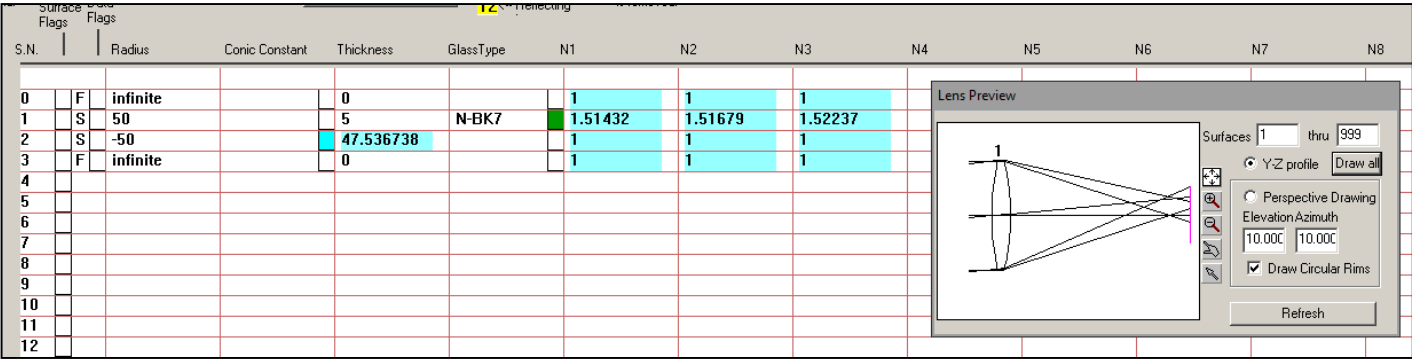 Surface Data
Flags Flags
12 <-- Reflecting
S.N. Radius Conic Constant Thickness GlassType N1 N2 N3 N4 N5 N6 N7 N8
0 F infinite 0 1 1 1
1 S 50 5 N-BK7 1.51432 1.51679 1.52237
2 S -50 47.536738 1 1 1
3 F infinite 0 1 1 1
4
5
6
7
8
9
10
11
12
Lens Preview
1
Surfaces 1 thru 999
Y-Z profile Draw all
Perspective Drawing
Elevation Azimuth
10.000 10.000
Draw Circular Rims
Refresh